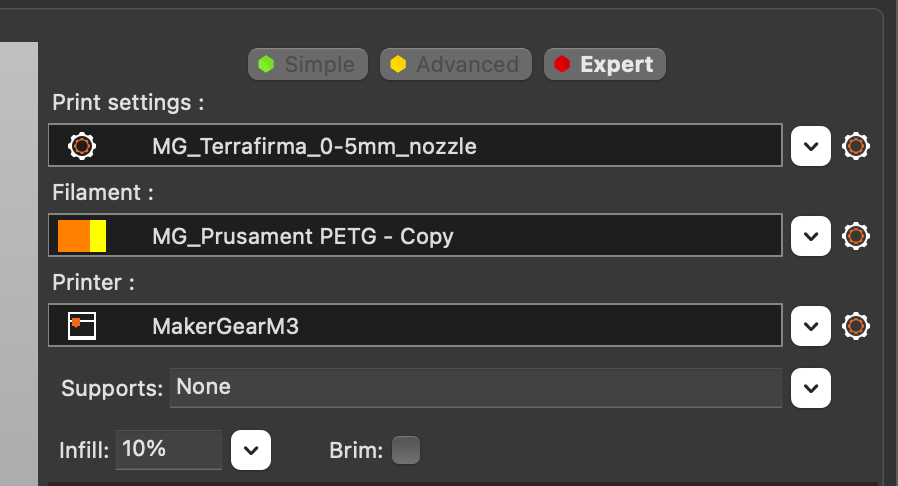 Simple Advanced Expert
Print settings :
MG_Terrafirma_0-5mm_nozzle
Filament :
MG_Prusament PETG - Copy
Printer :
MakerGearM3
Supports: None
Infill: 10% Brim: